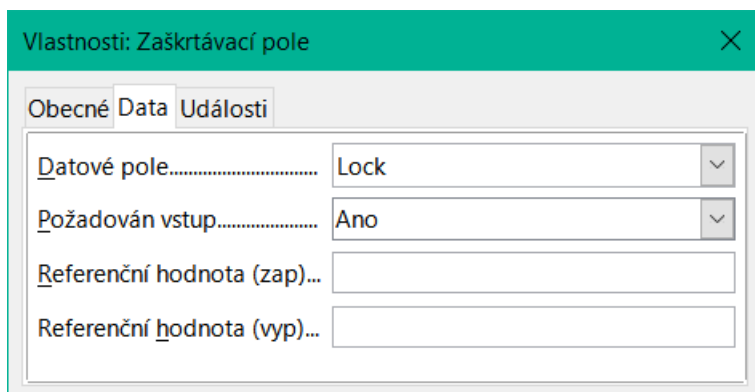 Vlastnosti: Zaškrtávací pole
Obecné Data Události
Datové pole............................... Lock
Požadován vstup..................... Ano
Referenční hodnota (zap)...
Referenční hodnota (vyp)...